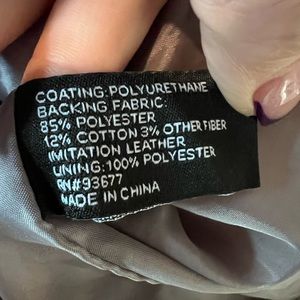 COATING: POLYURETHANE
BACKING FABRIC:
85% POLYESTER
12% COTTON 3% OTHER FIBER
IMITATION LEATHER
LINING: 100% POLYESTER
RN#93677
MADE IN CHINA